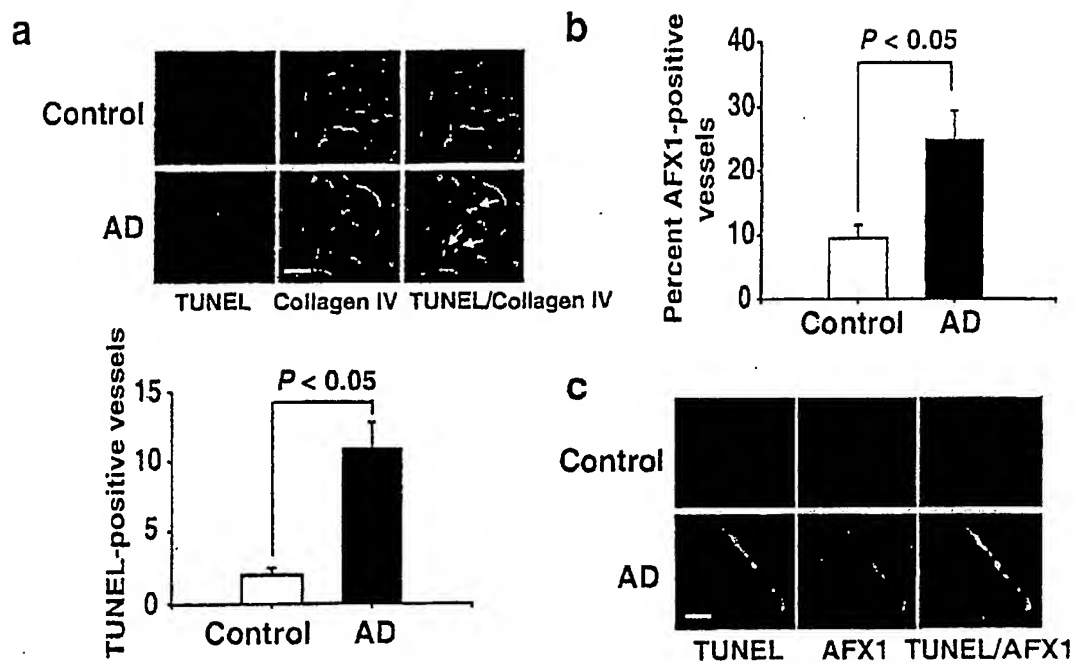 a
Control
AD
TUNEL Collagen IV TUNEL/Collagen IV
TUNEL-positive vesssels
15
10
5
0
P < 0.05
Control AD
b
Percent AFX1-positive
vessels
40
30
20
10
0
P < 0.05
Control AD
c
Control
AD
TUNEL AFX1 TUNEL/AFX1